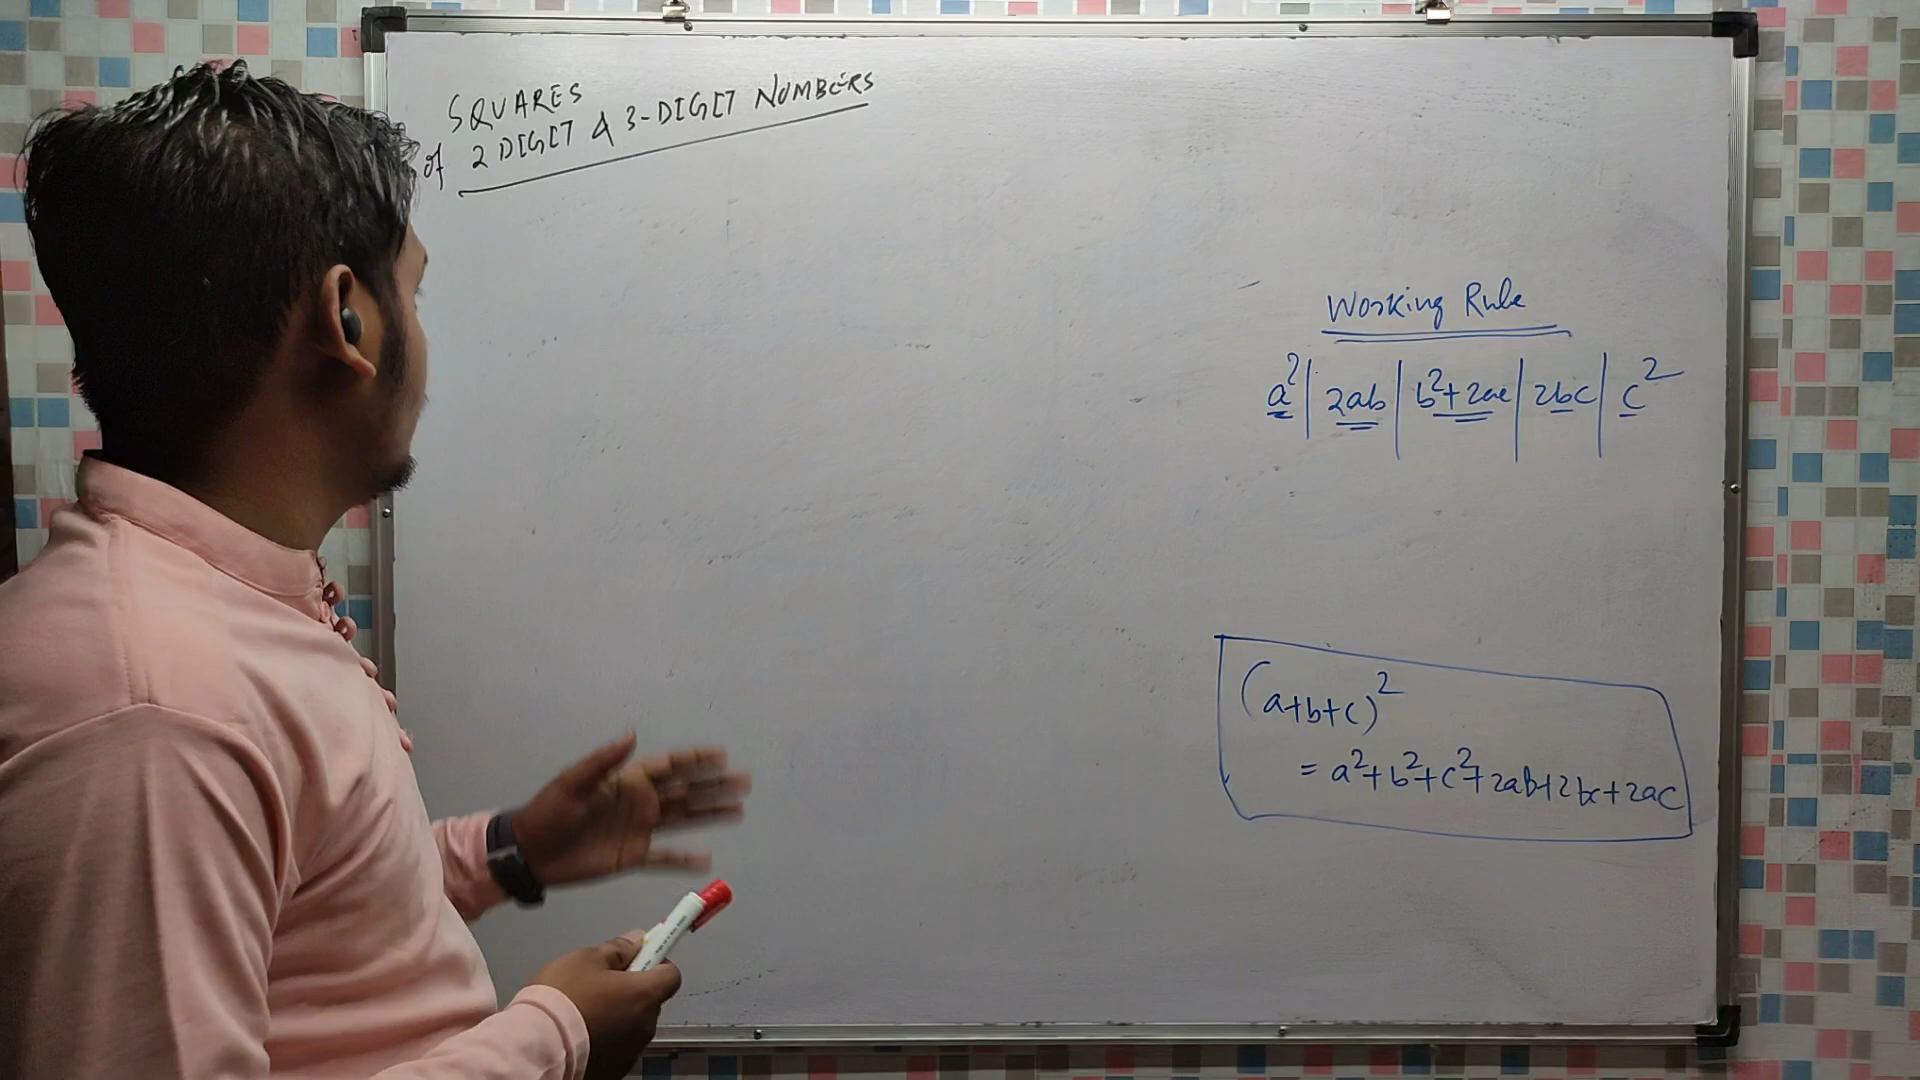 SQUARES
of 2 DIGIT & 3-DIGIT NUMBERS
Working Rule
a² | 2ab | b²+2ac | 2bc | c²
(a+b+c)²
= a²+b²+c²+2ab+2bc+2ac